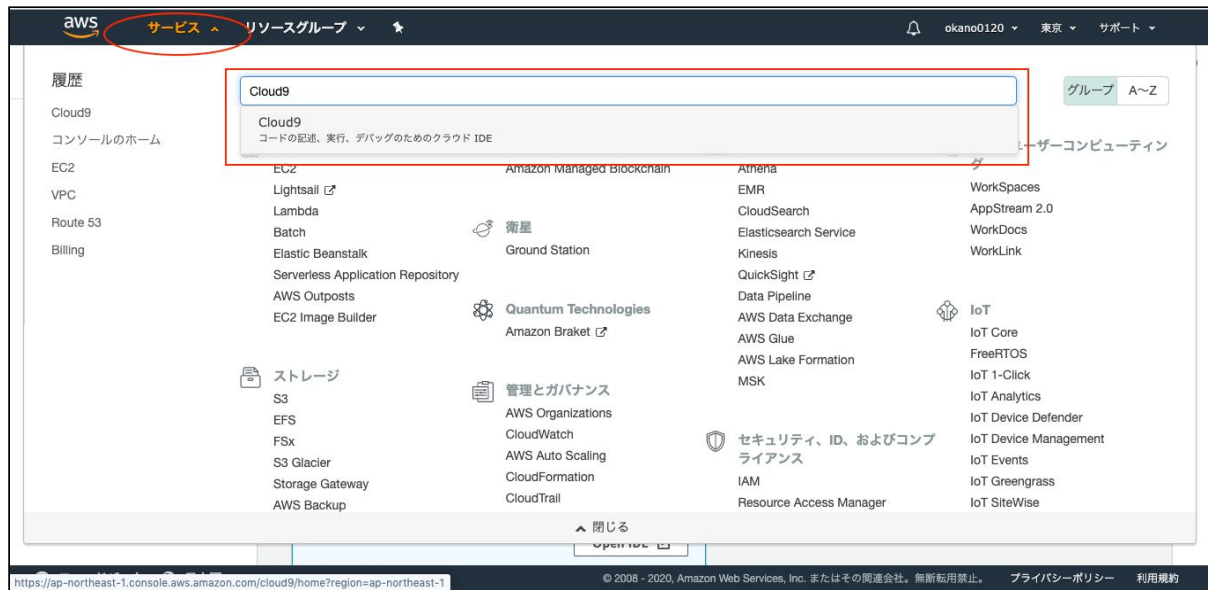 aws
サービス
リソースグループ
okano0120
東京
サポート
履歴
Cloud9
コンソールのホーム
EC2
VPC
Route 53
Billing
Cloud9
Cloud9
コードの記述、実行、デバッグのためのクラウド IDE
グループ
A〜Z
EC2
Lightsail
Lambda
Batch
Elastic Beanstalk
Serverless Application Repository
AWS Outposts
EC2 Image Builder
ストレージ
S3
EFS
FSx
S3 Glacier
Storage Gateway
AWS Backup
Amazon Managed Blockchain
衛星
Ground Station
Quantum Technologies
Amazon Braket
管理とガバナンス
AWS Organizations
CloudWatch
AWS Auto Scaling
CloudFormation
CloudTrail
Athena
EMR
CloudSearch
Elasticsearch Service
Kinesis
QuickSight
Data Pipeline
AWS Data Exchange
AWS Glue
AWS Lake Formation
MSK
セキュリティ、ID、およびコンプ
ライアンス
IAM
Resource Access Manager
ーザーコンピューティン
グ
WorkSpaces
AppStream 2.0
WorkDocs
WorkLink
IoT
IoT Core
FreeRTOS
IoT 1-Click
IoT Analytics
IoT Device Defender
IoT Device Management
IoT Events
IoT Greengrass
IoT SiteWise
閉じる
Open IDE
https://ap-northeast-1.console.aws.amazon.com/cloud9/home?region=ap-northeast-1
© 2008 - 2020, Amazon Web Services, Inc. またはその関連会社。無断転用禁止。
プライバシーポリシー
利用規約